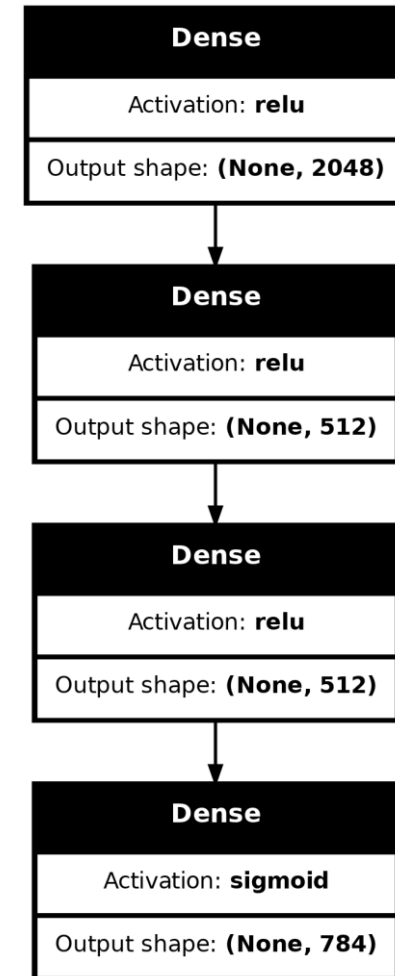 Dense
Activation: relu
Output shape: (None, 2048)
Dense
Activation: relu
Output shape: (None, 512)
Dense
Activation: relu
Output shape: (None, 512)
Dense
Activation: sigmoid
Output shape: (None, 784)